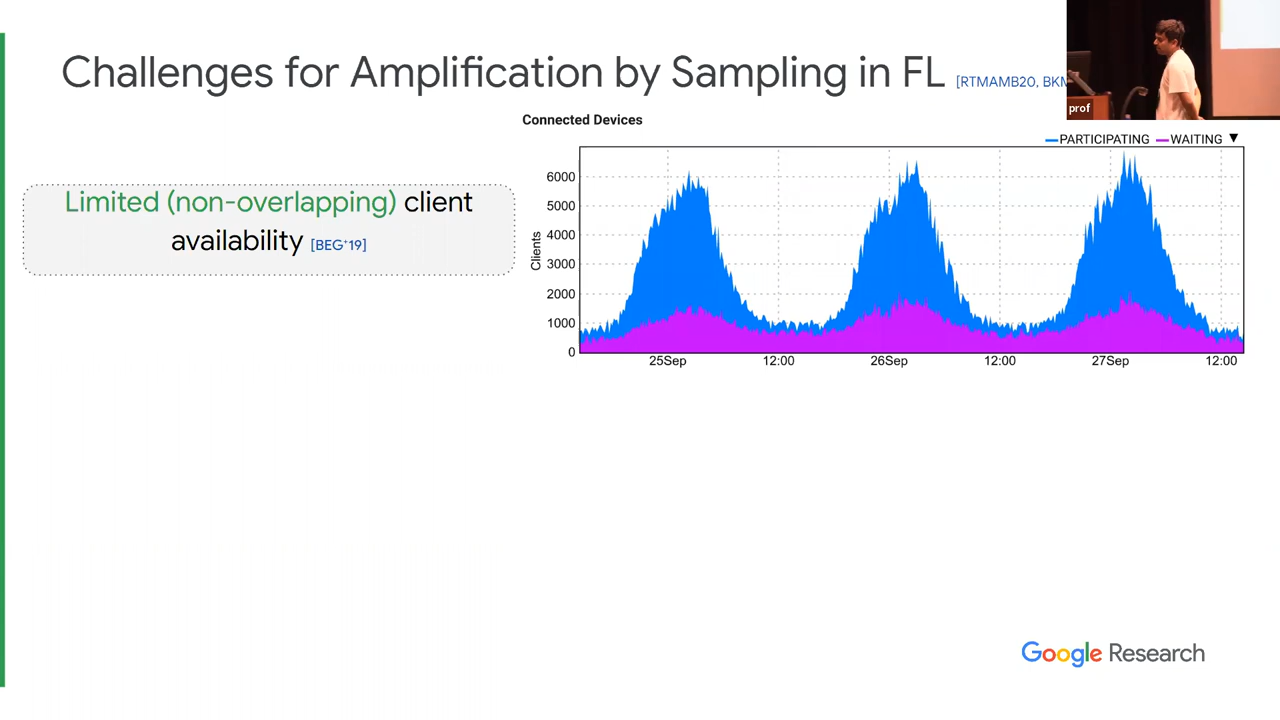 Challenges for Amplification by Sampling in FL [RTMAMB20, BKM
prof
Connected Devices
PARTICIPATING WAITING ▼
Limited (non-overlapping) client
availability [BEG+19]
Clients
6000
5000
4000
3000
2000
1000
0
25Sep 12:00 26Sep 12:00 27Sep 12:00
Google Research